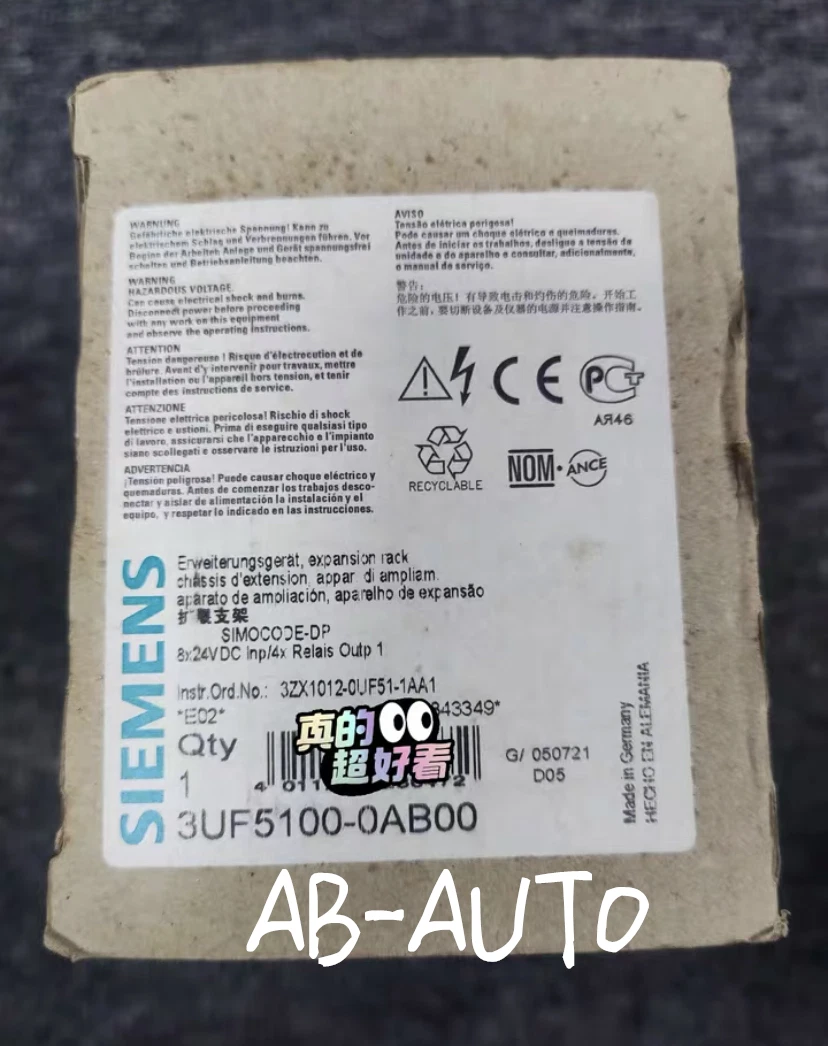 WARNUNG
Gefährliche elektrische Spannung! Kann zu
elektrischem Schlag und Verbrennungen führen. Vor
Beginn der Arbeiten Anlage und Gerät spannungsfrei
schalten und Betriebsanleitung beachten.
WARNING
HAZARDOUS VOLTAGE.
Can cause electrical shock and burns.
Disconnect power before proceeding
with any work on this equipment
and observe the operating instructions.
ATTENTION
Tension dangereuse ! Risque d'électrocution et de
brûlure. Avent d'y intervenir pour travaux, mettre
l'installation ou l'appareil hors tension, et tenir
compte des instructions de service.
ATTENZIONE
Tensione elettrica pericolosa! Rischio di shock
elettrico e ustioni. Prima di eseguire qualsiasi tipo
di lavoro, assicurarsi che l'apparecchio o l'impianto
siano scollegati e osservare le istruzioni per l'uso.
ADVERTENCIA
¡Tensión peligrosa! Puede causar choque eléctrico y
quemaduras. Antes de comenzar los trabajos desco-
nectar y aislar de alimentación la instalación y el
equipo, y respetar lo indicado en las instrucciones.
AVISO
Tensão elétrica perigosa!
Pode causar um choque elétrico e queimaduras.
Antes de iniciar os trabalhos, desligue a tensão da
unidade e do aparelho e consultar, adicionalmente,
o manual do serviço.
警告:
危险的电压！有导致电击和灼伤的危险。开始工
作之前,要切断设备及仪器的电源并注意操作指南。
CE
РСТ
АЯ46
RECYCLABLE
NOM·ANCE
SIEMENS
Erweiterungsgerät, expansion rack
châssis d'extension, appar. di ampliam.
aparato de ampliación, aparelho de expansão
扩展支架
SIMOCODE-DP
8x24VDC Inp/4x Relais Outp 1
Instr.Ord.No.: 3ZX1012-0UF51-1AA1
*E02*
343349*
Qty
1
真的
超好看
4 011
G/ 050721
D05
3UF5100-0AB00
Made in Germany
HECHO EN ALEMANIA
AB-AUTO